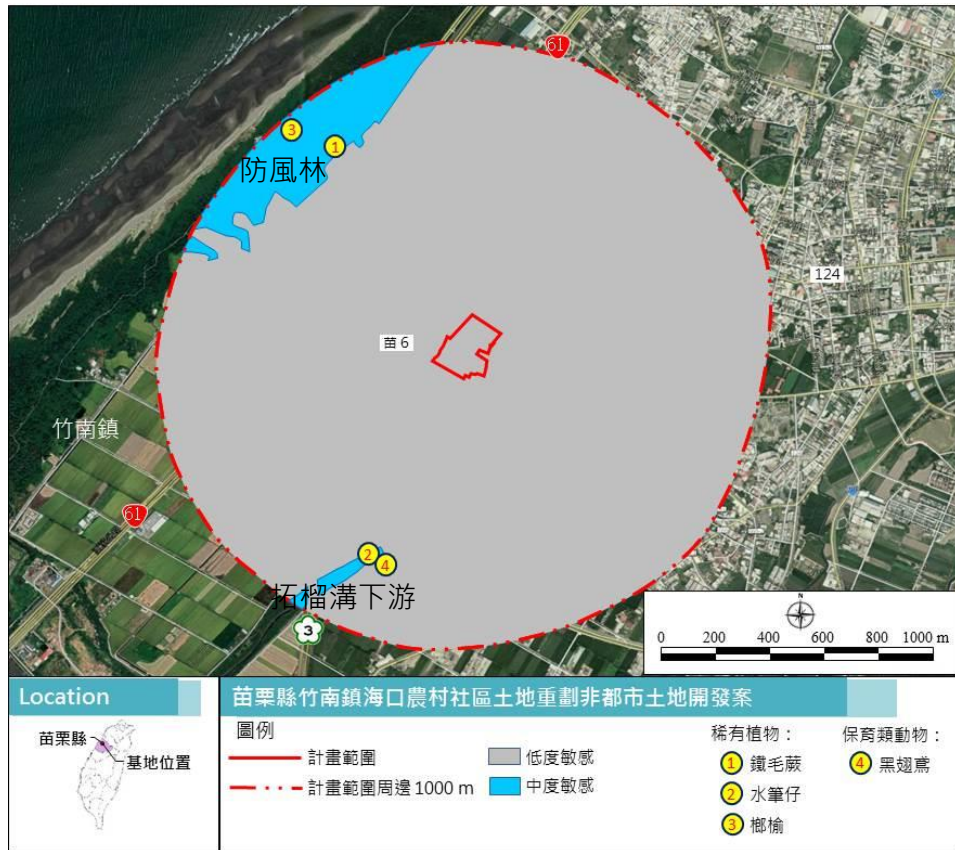 61
3
1
防風林
124
苗 6
竹南鎮
61
2
4
拓榴溝下游
3
N
0 200 400 600 800 1000 m
Location
苗栗縣
基地位置
苗栗縣竹南鎮海口農村社區土地重劃非都市土地開發案
圖例
計畫範圍
計畫範圍周邊 1000 m
低度敏感
中度敏感
稀有植物：
1 鐵毛蕨
2 水筆仔
3 榔榆
保育類動物：
4 黑翅鳶